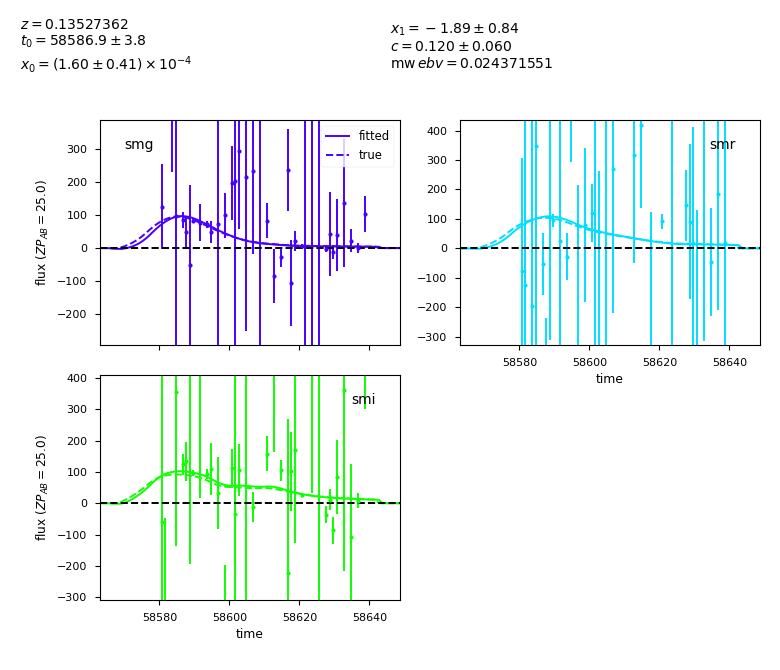 z = 0.13527362
t₀ = 58586.9 ± 3.8
x₀ = (1.60 ± 0.41) × 10⁻⁴
x₁ = −1.89 ± 0.84
c = 0.120 ± 0.060
mw ebv = 0.024371551
smg
fitted
true
flux (ZP_AB = 25.0)
300
200
100
0
−100
−200
smr
400
300
200
100
0
−100
−200
−300
58580
58600
58620
58640
time
smi
flux (ZP_AB = 25.0)
400
300
200
100
0
−100
−200
−300
58580
58600
58620
58640
time